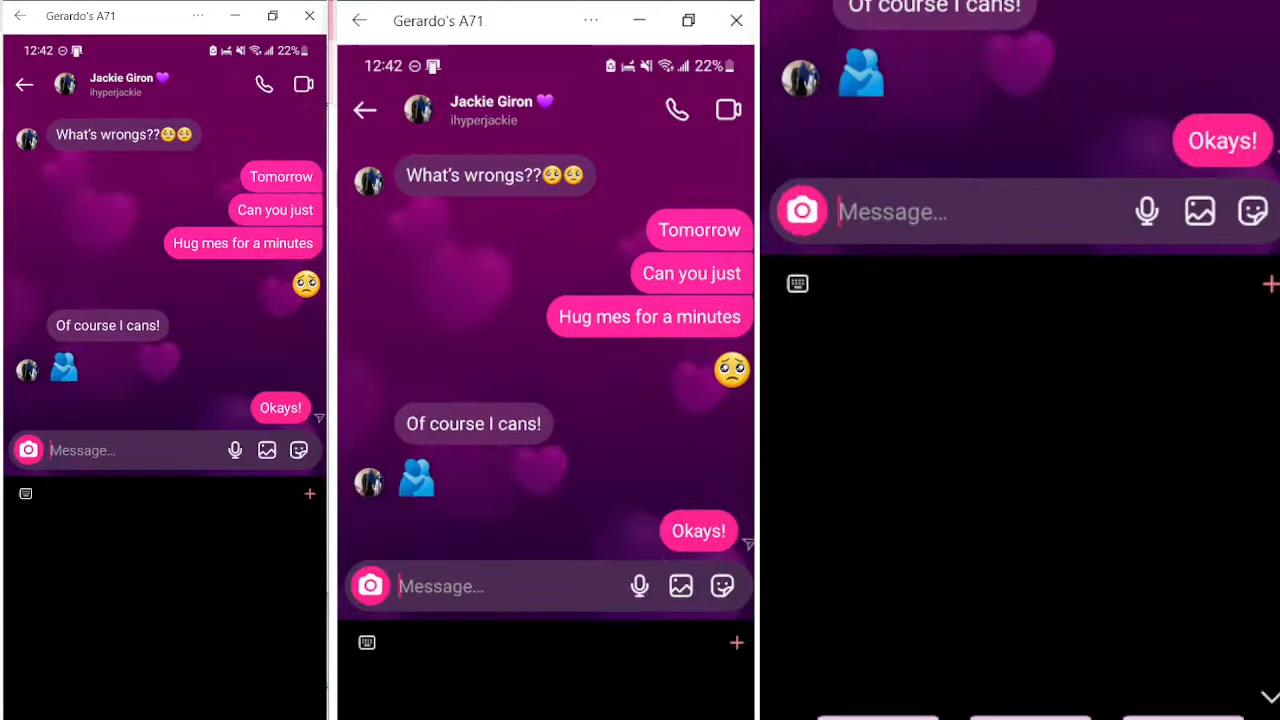 Gerardo's A71
12:42 22%
Jackie Giron 💜
ihyperjackie
What's wrongs??🥺🥺
Tomorrow
Can you just
Hug mes for a minutes
🥺
Of course I cans!
🫂
Okays!
Message...
Gerardo's A71
12:42 22%
Jackie Giron 💜
ihyperjackie
What's wrongs??🥺🥺
Tomorrow
Can you just
Hug mes for a minutes
🥺
Of course I cans!
🫂
Okays!
Message...
Of course I cans!
🫂
Okays!
Message...